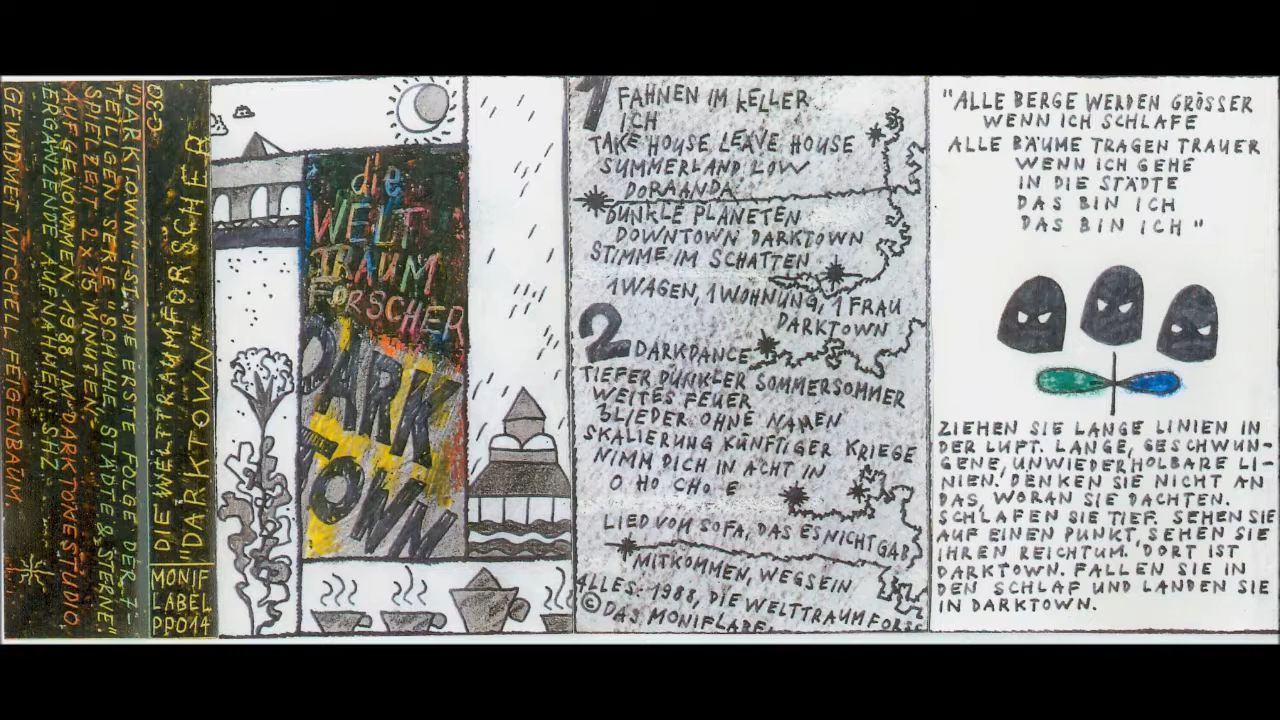 "DARKTOWN" IST DIE ERSTE FOLGE DER 7-
TEILIGEN SERIE "SCHUHE, STÄDTE & STERNE".
SPIELZEIT 2 x 15 MINUTEN.
AUFGENOMMEN 1988 IM DARKTONESTUDIO,
ERGÄNZENDE AUFNAHMEN: SHZ
GEWIDMET MITCHELL FEIGENBAUM.
C-30
DIE WELTTRAUMFORSCHER
"DARKTOWN"
MONIF
LABEL
PP014
die
WELT
TRAUM
FORSCHER
DARK
TOWN
1
FAHNEN IM KELLER
ICH
TAKE HOUSE, LEAVE HOUSE
SUMMERLAND LOW
DORAANDA
DUNKLE PLANETEN
DOWNTOWN DARKTOWN
STIMME IM SCHATTEN
1 WAGEN, 1 WOHNUNG, 1 FRAU
DARKTOWN
2
DARKDANCE
TIEFER DUNKLER SOMMERSOMMER
WEITES FEUER
3 LIEDER OHNE NAMEN
SKALIERUNG KÜNFTIGER KRIEGE
NIMM DICH IN ACHT IN
O HO CHO E
LIED VOM SOFA, DAS ES NICHT GAB
MITKOMMEN, WEGSEIN
ALLES: 1988, DIE WELTTRAUMFORSC
© DAS MONIFLABEL
"ALLE BERGE WERDEN GRÖSSER
WENN ICH SCHLAFE
ALLE BÄUME TRAGEN TRAUER
WENN ICH GEHE
IN DIE STÄDTE
DAS BIN ICH
DAS BIN ICH"
ZIEHEN SIE LANGE LINIEN IN
DER LUFT. LANGE, GESCHWUN-
GENE, UNWIEDERHOLBARE LI-
NIEN. DENKEN SIE NICHT AN
DAS, WORAN SIE DACHTEN.
SCHLAFEN SIE TIEF. SEHEN SIE
AUF EINEN PUNKT, SEHEN SIE
IHREN REICHTUM. DORT IST
DARKTOWN. FALLEN SIE IN
DEN SCHLAF UND LANDEN SIE
IN DARKTOWN.